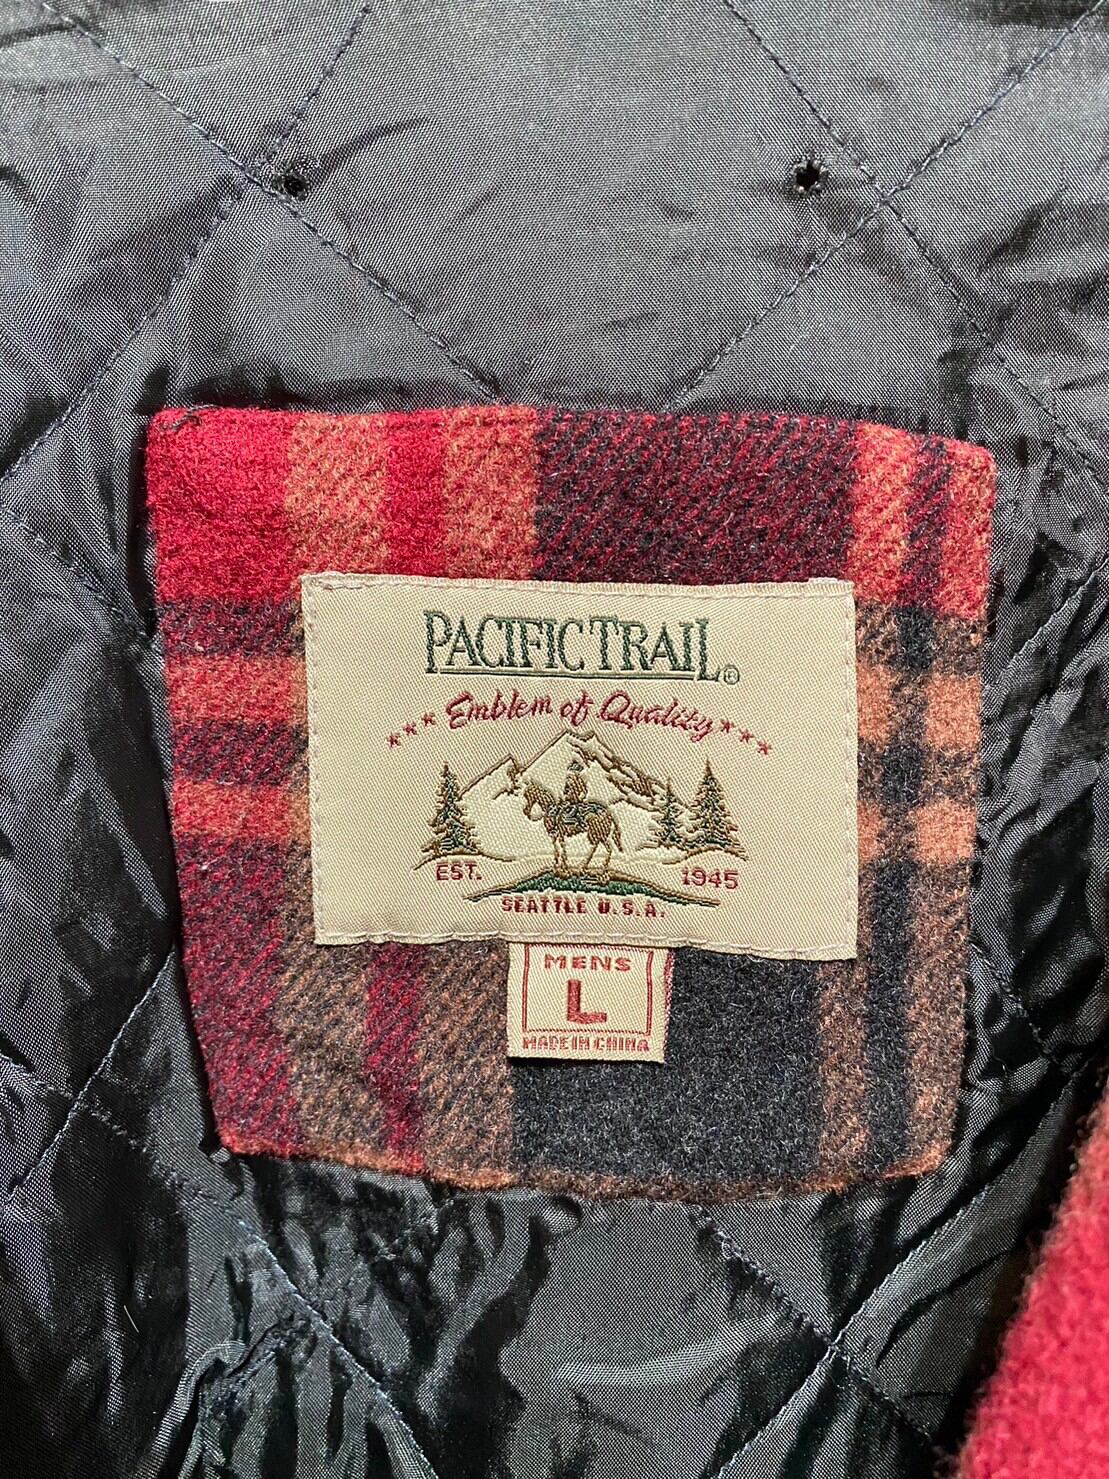 PACIFIC TRAIL®
*** Emblem of Quality ***
EST. 1945
SEATTLE U.S.A.
MENS
L
MADE IN CHINA